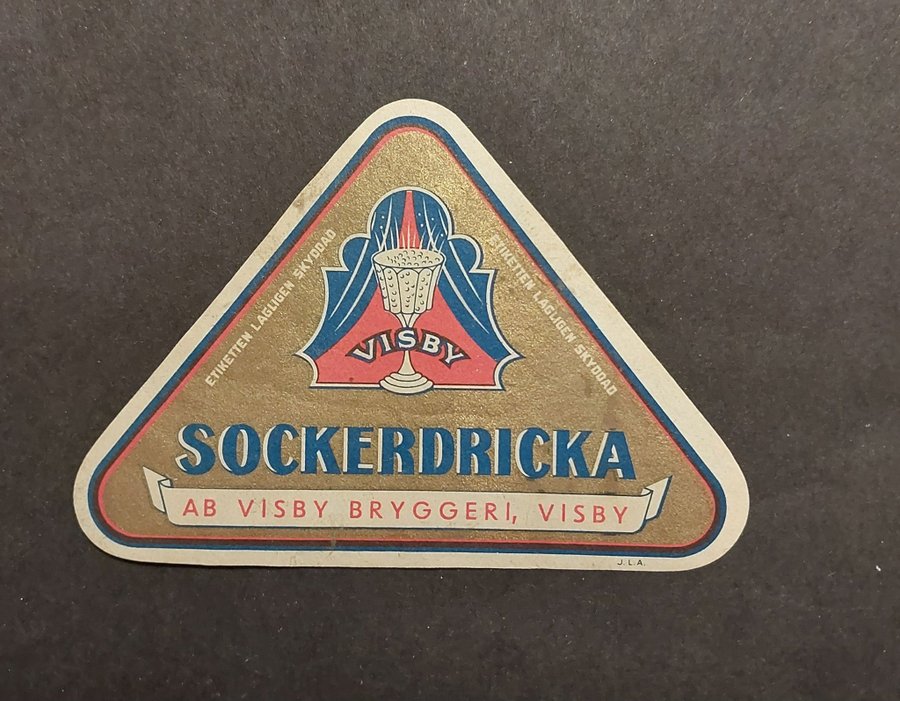 ETIKETTEN LAGLIGEN SKYDDAD
ETIKETTEN LAGLIGEN SKYDDAD
VISBY
SOCKERDRICKA
AB VISBY BRYGGERI, VISBY
J.L.A.